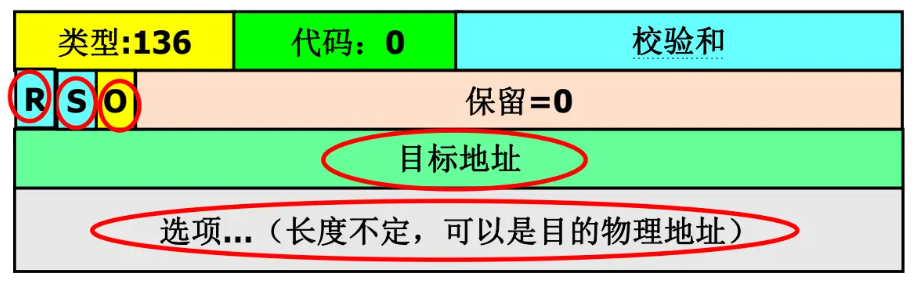 类型:136 代码：0 校验和
R S O 保留=0
目标地址
选项...（长度不定，可以是目的物理地址）